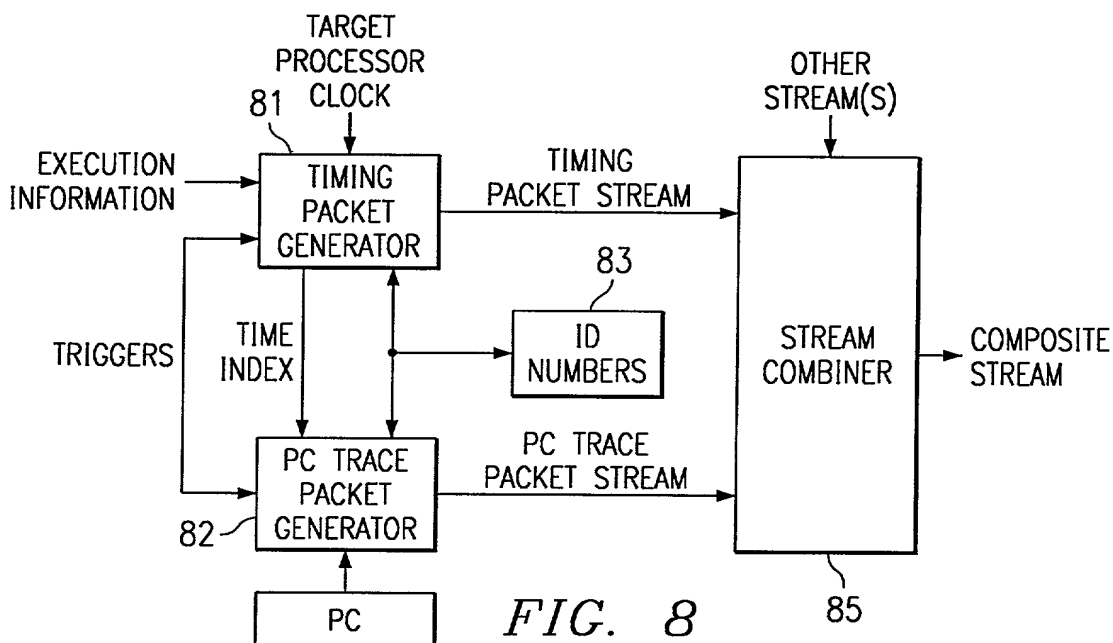 TARGET
PROCESSOR
CLOCK
81
OTHER
STREAM(S)
EXECUTION
INFORMATION
TIMING
PACKET
GENERATOR
TIMING
PACKET STREAM
83
TRIGGERS
TIME
INDEX
ID
NUMBERS
STREAM
COMBINER
COMPOSITE
STREAM
PC TRACE
PACKET
GENERATOR
PC TRACE
PACKET STREAM
82
85
PC
FIG. 8